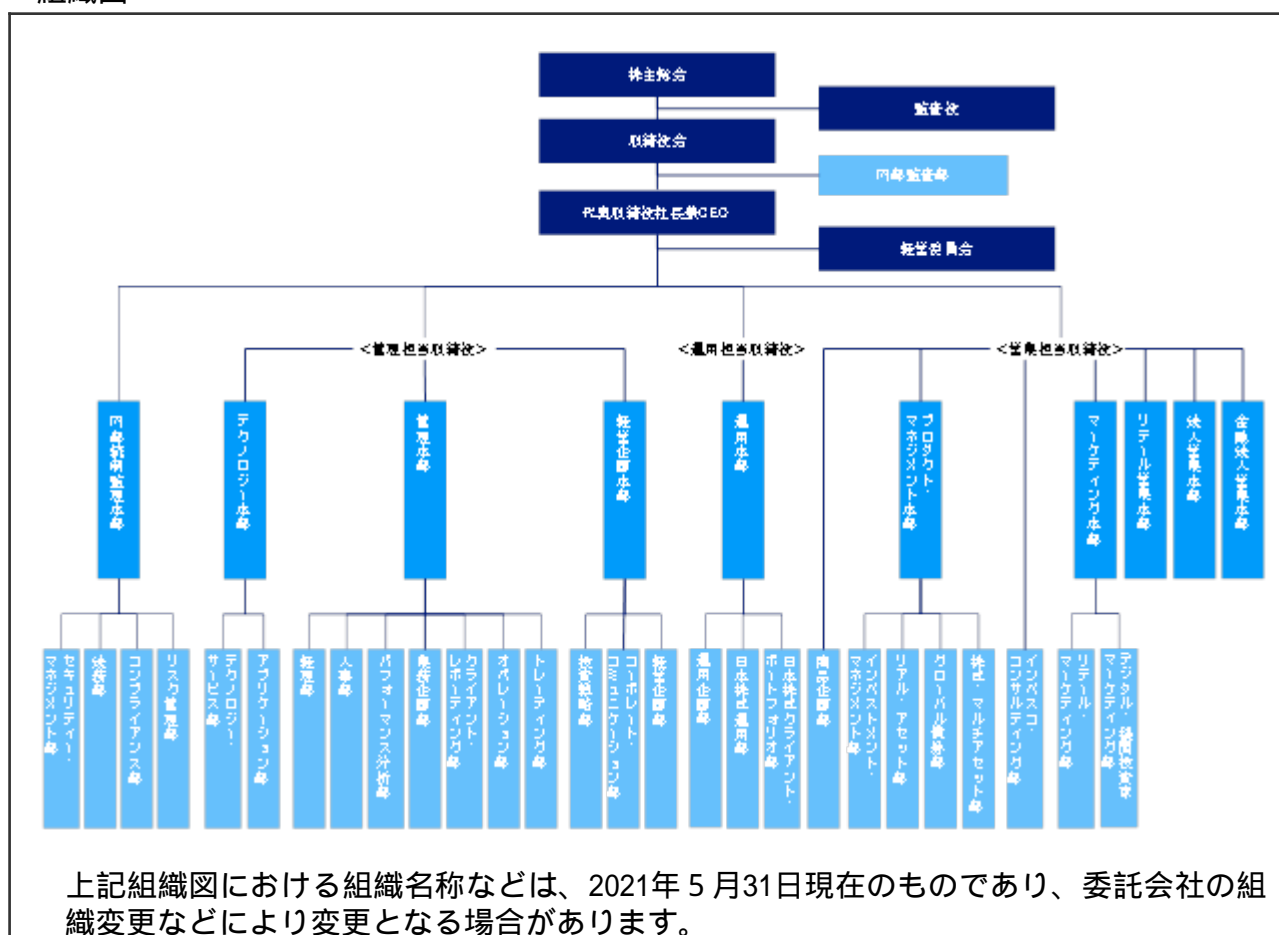 組織図
株主総会
監査役
取締役会
内部監査部
代表取締役社長兼CEO
経営委員会
<管理担当取締役>
<運用担当取締役>
<営業担当取締役>
内部統制監理本部
テクノロジー本部
管理本部
経営企画本部
運用本部
プロダクト・
マネジメント本部
マーケティング本部
リテール営業本部
法人営業本部
金融法人営業本部
セキュリティー・
マネジメント部
法務部
コンプライアンス部
リスク管理部
テクノロジー・
サービス部
アプリケーション部
経理部
人事部
パフォーマンス分析部
業務企画部
クライアント・
レポーティング部
オペレーション部
トレーディング部
投資戦略部
コーポレート・
コミュニケーション部
経営企画部
運用企画部
日本株式運用部
日本株式クライアント・
ポートフォリオ部
商品企画部
インベストメント・
マネジメント部
リアル・アセット部
グローバル債券部
株式・マルチアセット部
インベスコ・
コンサルティング部
リテール・
マーケティング部
デジタル・機関投資家
マーケティング部
上記組織図における組織名称などは、2021年5月31日現在のものであり、委託会社の組
織変更などにより変更となる場合があります。